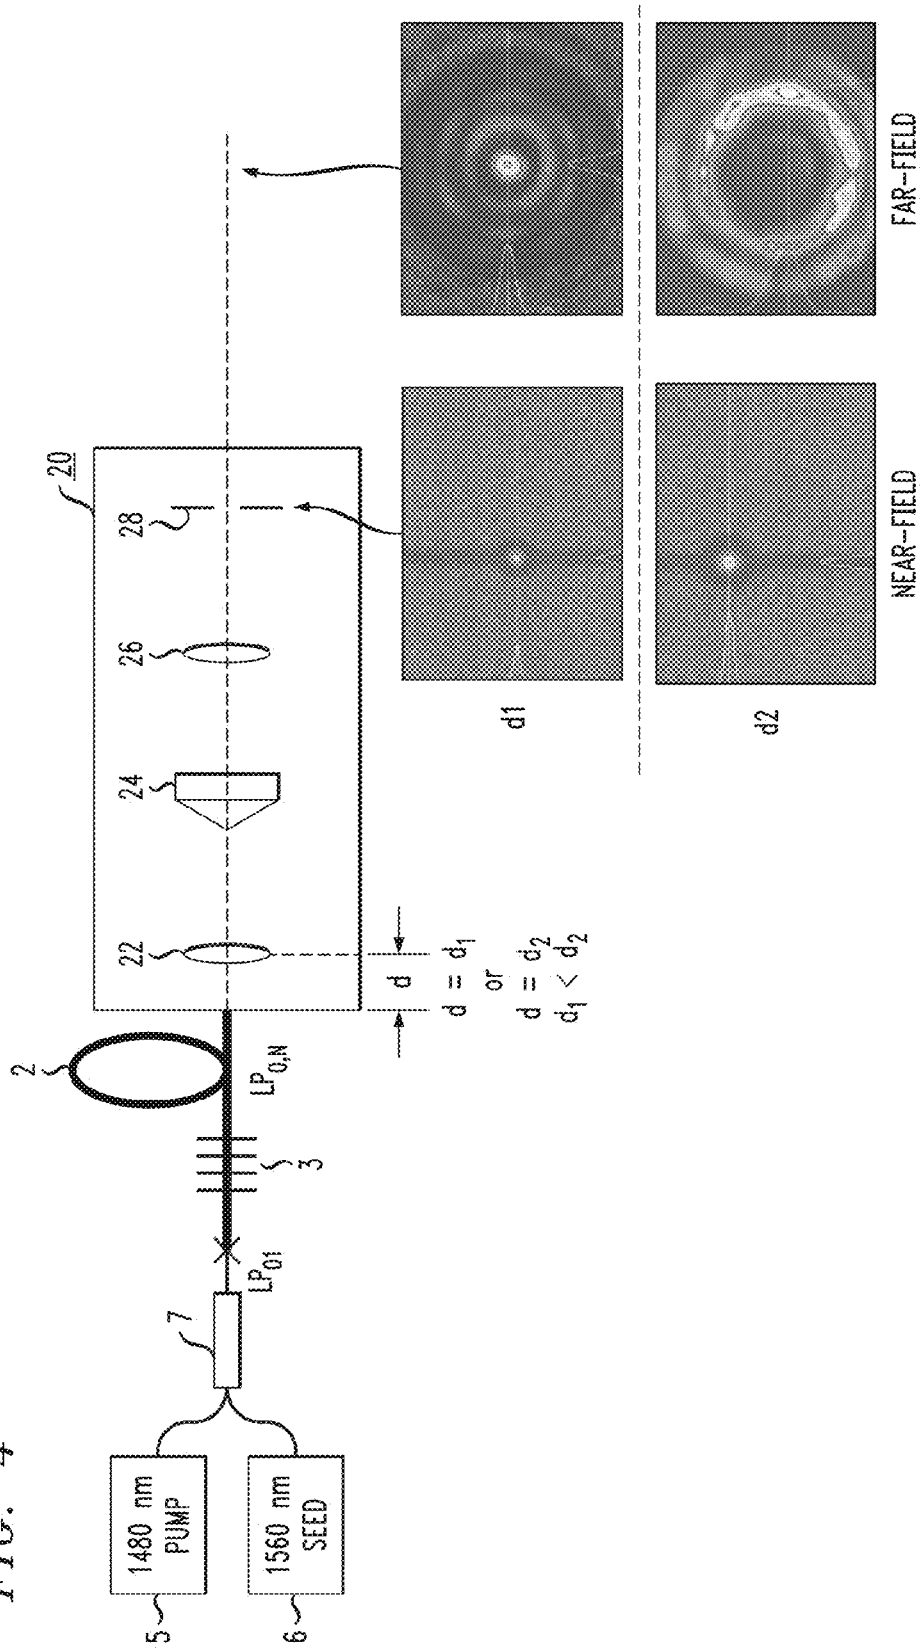 FIG. 4
5
1480 nm
PUMP
6
1560 nm
SEED
7
LP01
3
2
LP0,N
20
22
24
26
28
d
d = d1
or
d = d2
d1 < d2
d1
d2
NEAR-FIELD
FAR-FIELD